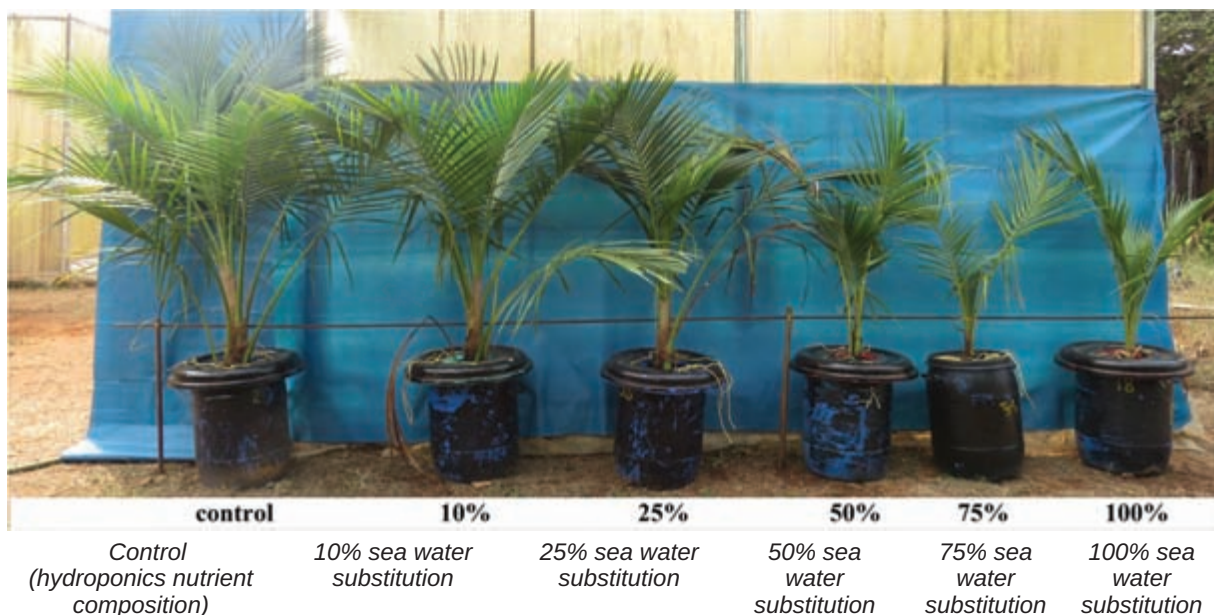 control 10% 25% 50% 75% 100%
Control
(hydroponics nutrient
composition)
10% sea water
substitution
25% sea water
substitution
50% sea
water
substitution
75% sea
water
substitution
100% sea
water
substitution